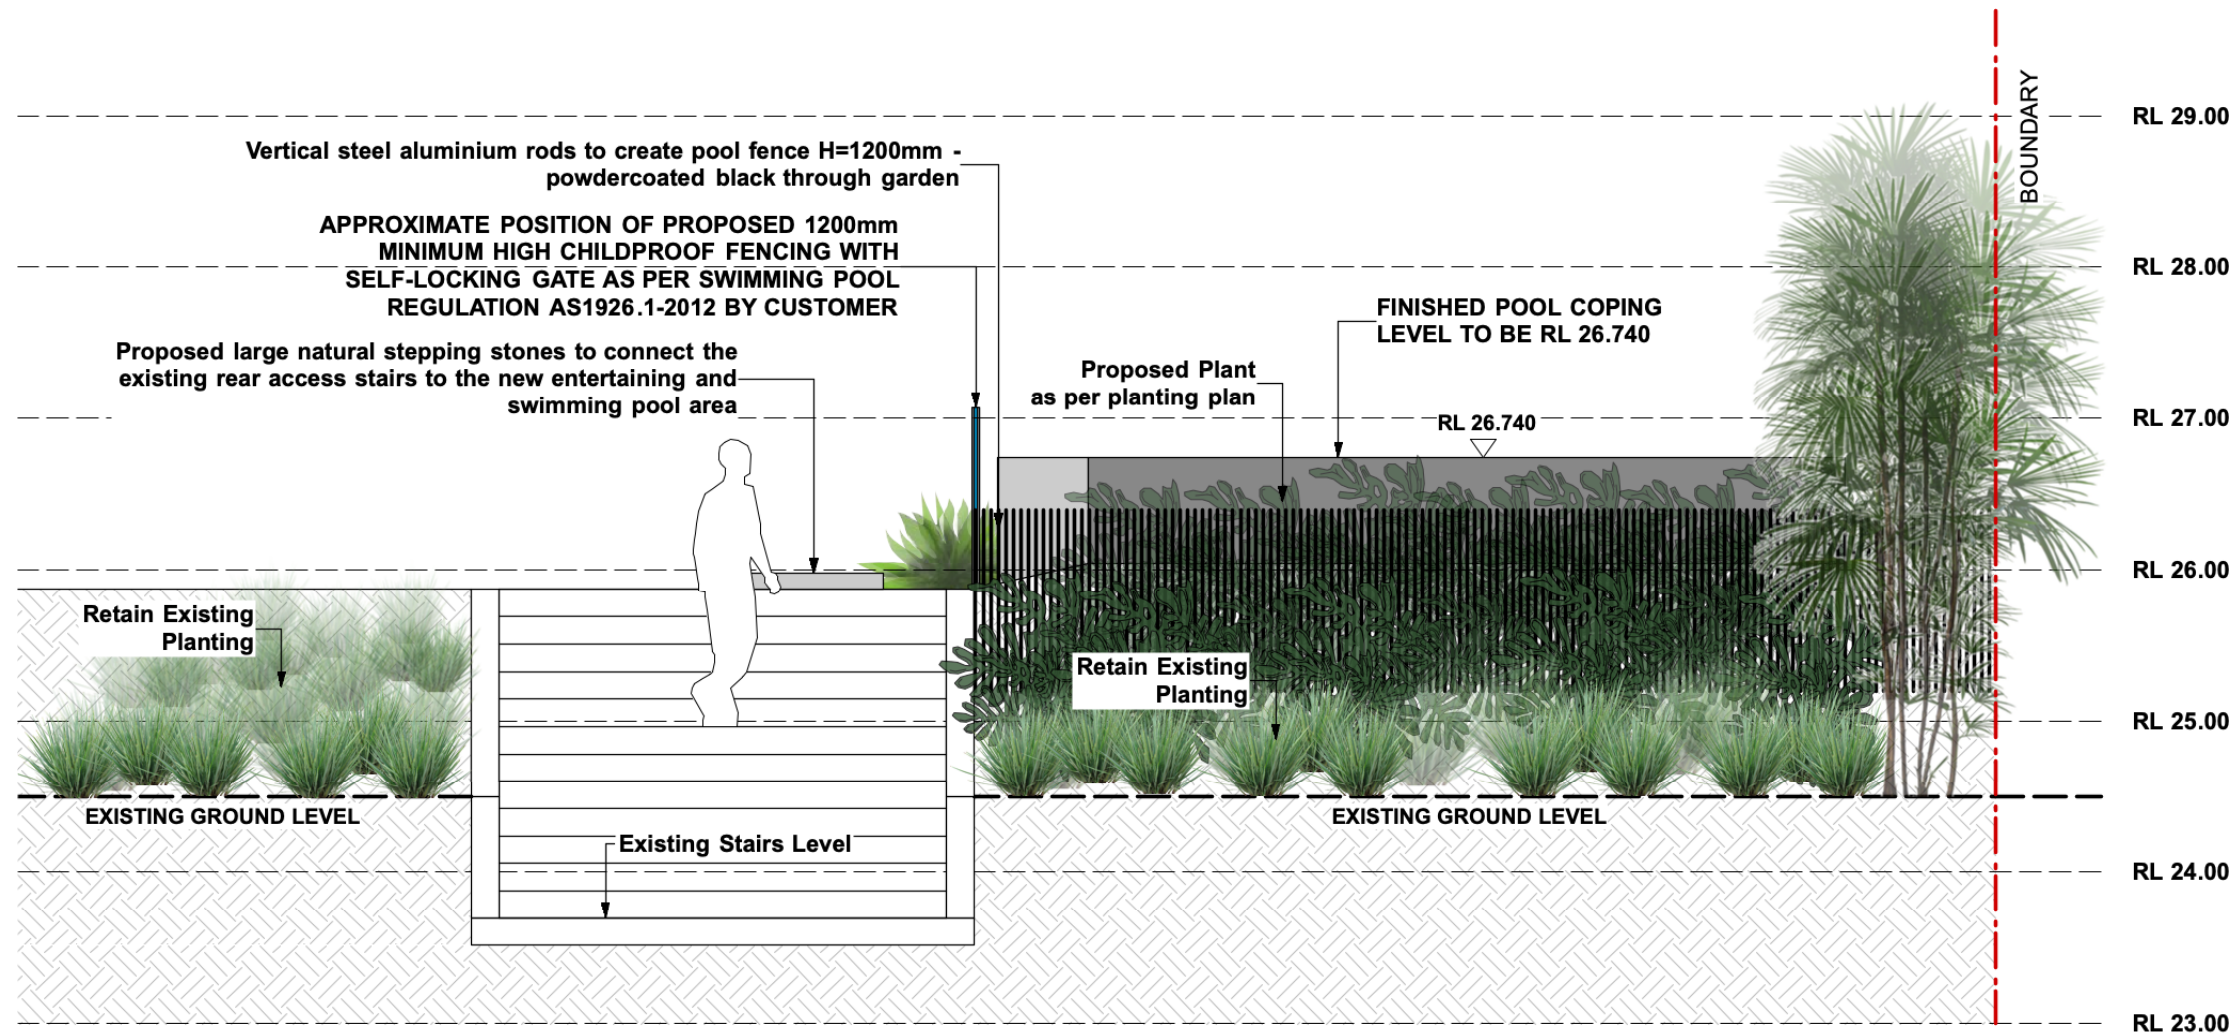 BOUNDARY
RL 29.00
Vertical steel aluminium rods to create pool fence H=1200mm -
powdercoated black through garden
APPROXIMATE POSITION OF PROPOSED 1200mm
MINIMUM HIGH CHILDPROOF FENCING WITH
SELF-LOCKING GATE AS PER SWIMMING POOL
REGULATION AS1926.1-2012 BY CUSTOMER
RL 28.00
FINISHED POOL COPING
LEVEL TO BE RL 26.740
Proposed large natural stepping stones to connect the
existing rear access stairs to the new entertaining and
swimming pool area
Proposed Plant
as per planting plan
RL 26.740
RL 27.00
RL 26.00
Retain Existing
Planting
Retain Existing
Planting
RL 25.00
EXISTING GROUND LEVEL
EXISTING GROUND LEVEL
Existing Stairs Level
RL 24.00
RL 23.00